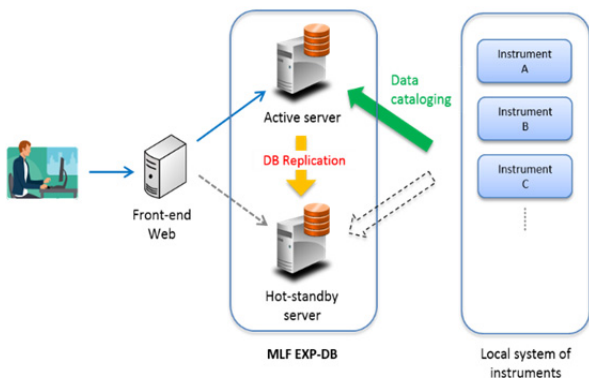 Active server
DB Replication
Hot-standby
server
MLF EXP-DB
Front-end
Web
Data
cataloging
Instrument
A
Instrument
B
Instrument
C
Local system of
instruments